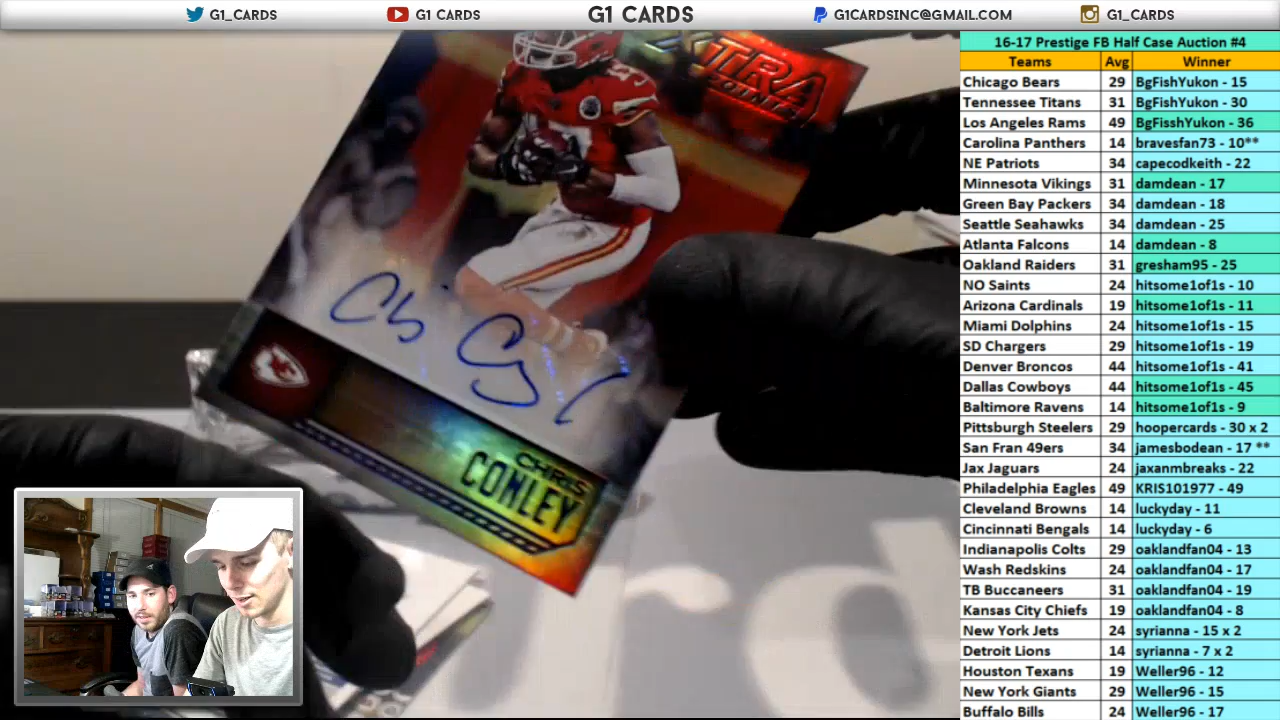 G1_CARDS
G1 CARDS
G1 CARDS
G1CARDSINC@GMAIL.COM
G1_CARDS
16-17 Prestige FB Half Case Auction #4
Teams Avg Winner
Chicago Bears 29 BgFishYukon - 15
Tennessee Titans 31 BgFishYukon - 30
Los Angeles Rams 49 BgFisshYukon - 36
Carolina Panthers 14 bravesfan73 - 10**
NE Patriots 34 capecodkeith - 22
Minnesota Vikings 31 damdean - 17
Green Bay Packers 34 damdean - 18
Seattle Seahawks 34 damdean - 25
Atlanta Falcons 14 damdean - 8
Oakland Raiders 31 gresham95 - 25
NO Saints 24 hitsome1of1s - 10
Arizona Cardinals 19 hitsome1of1s - 11
Miami Dolphins 24 hitsome1of1s - 15
SD Chargers 29 hitsome1of1s - 19
Denver Broncos 44 hitsome1of1s - 41
Dallas Cowboys 44 hitsome1of1s - 45
Baltimore Ravens 14 hitsome1of1s - 9
Pittsburgh Steelers 29 hoopercards - 30 x 2
San Fran 49ers 34 jamesbodean - 17 **
Jax Jaguars 24 jaxanmbreaks - 22
Philadelphia Eagles 49 KRIS101977 - 49
Cleveland Browns 14 luckyday - 11
Cincinnati Bengals 14 luckyday - 6
Indianapolis Colts 29 oaklandfan04 - 13
Wash Redskins 24 oaklandfan04 - 17
TB Buccaneers 31 oaklandfan04 - 19
Kansas City Chiefs 19 oaklandfan04 - 8
New York Jets 24 syrianna - 15 x 2
Detroit Lions 14 syrianna - 7 x 2
Houston Texans 19 Weller96 - 12
New York Giants 29 Weller96 - 15
Buffalo Bills 24 Weller96 - 17
XTRA
POINTS
CHRIS
CONLEY